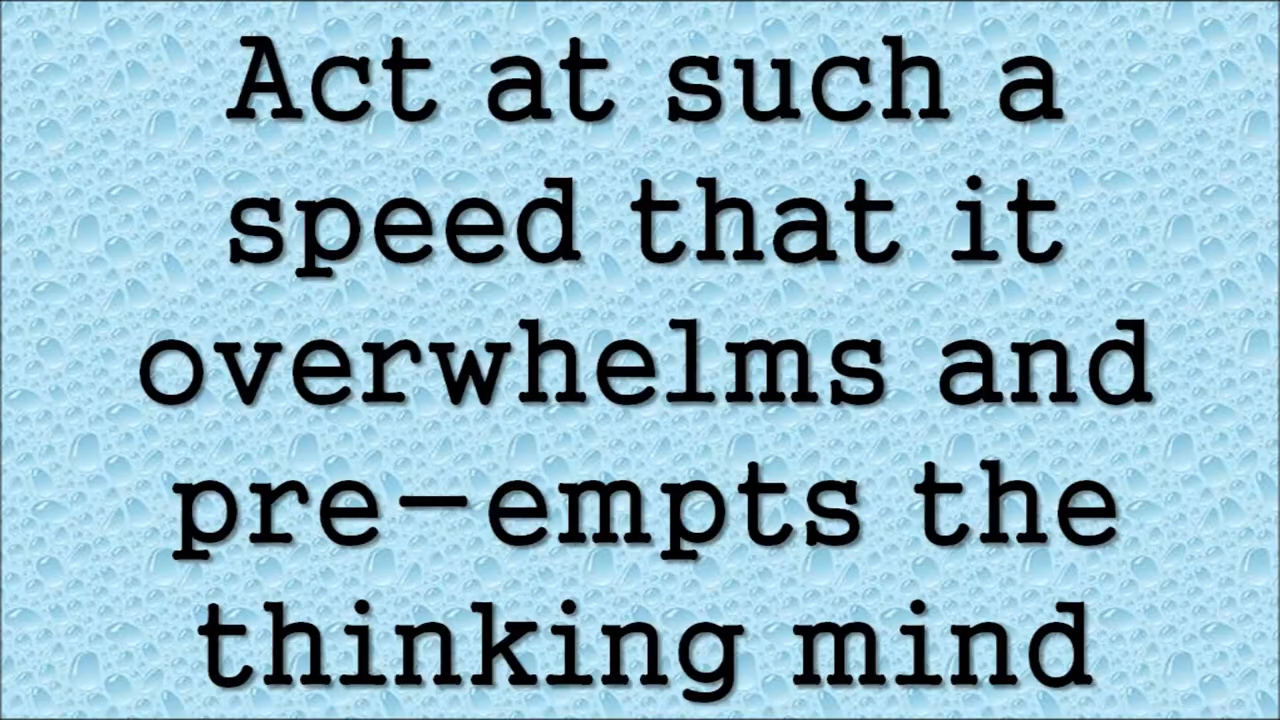 Act at such a
speed that it
overwhelms and
pre-empts the
thinking mind